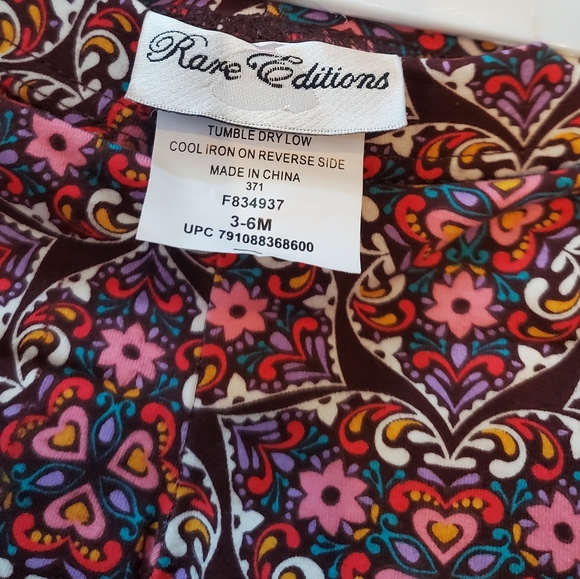 Rare Editions
TUMBLE DRY LOW
COOL IRON ON REVERSE SIDE
MADE IN CHINA
371
F834937
3-6M
UPC 791088368600